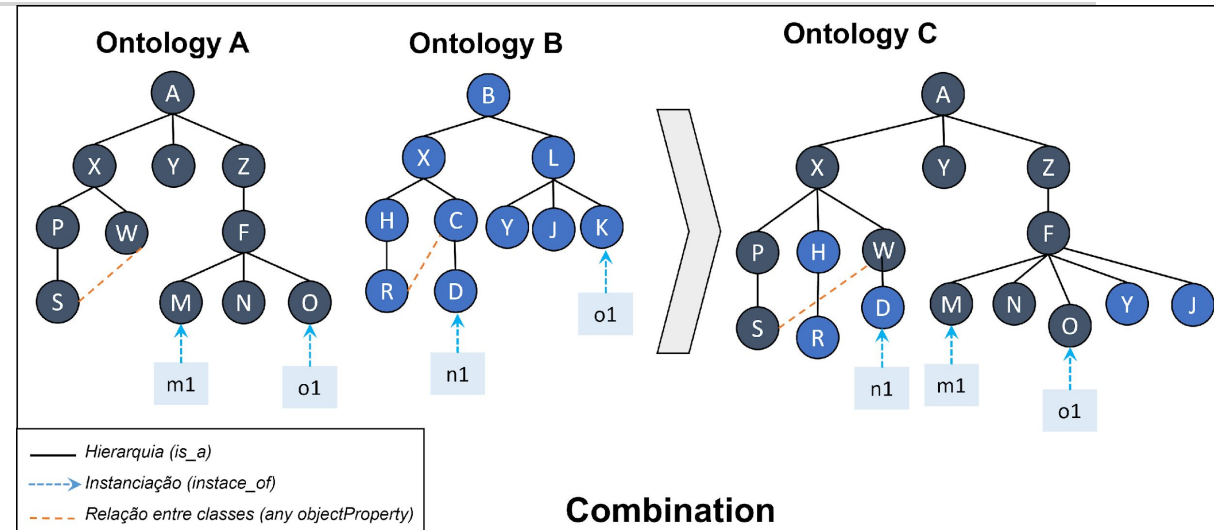 Ontology A
A
X
Y
Z
P
W
F
S
M
N
O
m1
o1
Ontology B
B
X
L
H
C
Y
J
K
R
D
o1
n1
Ontology C
A
X
Y
Z
P
H
W
F
S
R
D
M
N
O
Y
J
n1
m1
o1
Hierarquia (is_a)
Instanciação (instace_of)
Relação entre classes (any objectProperty)
Combination